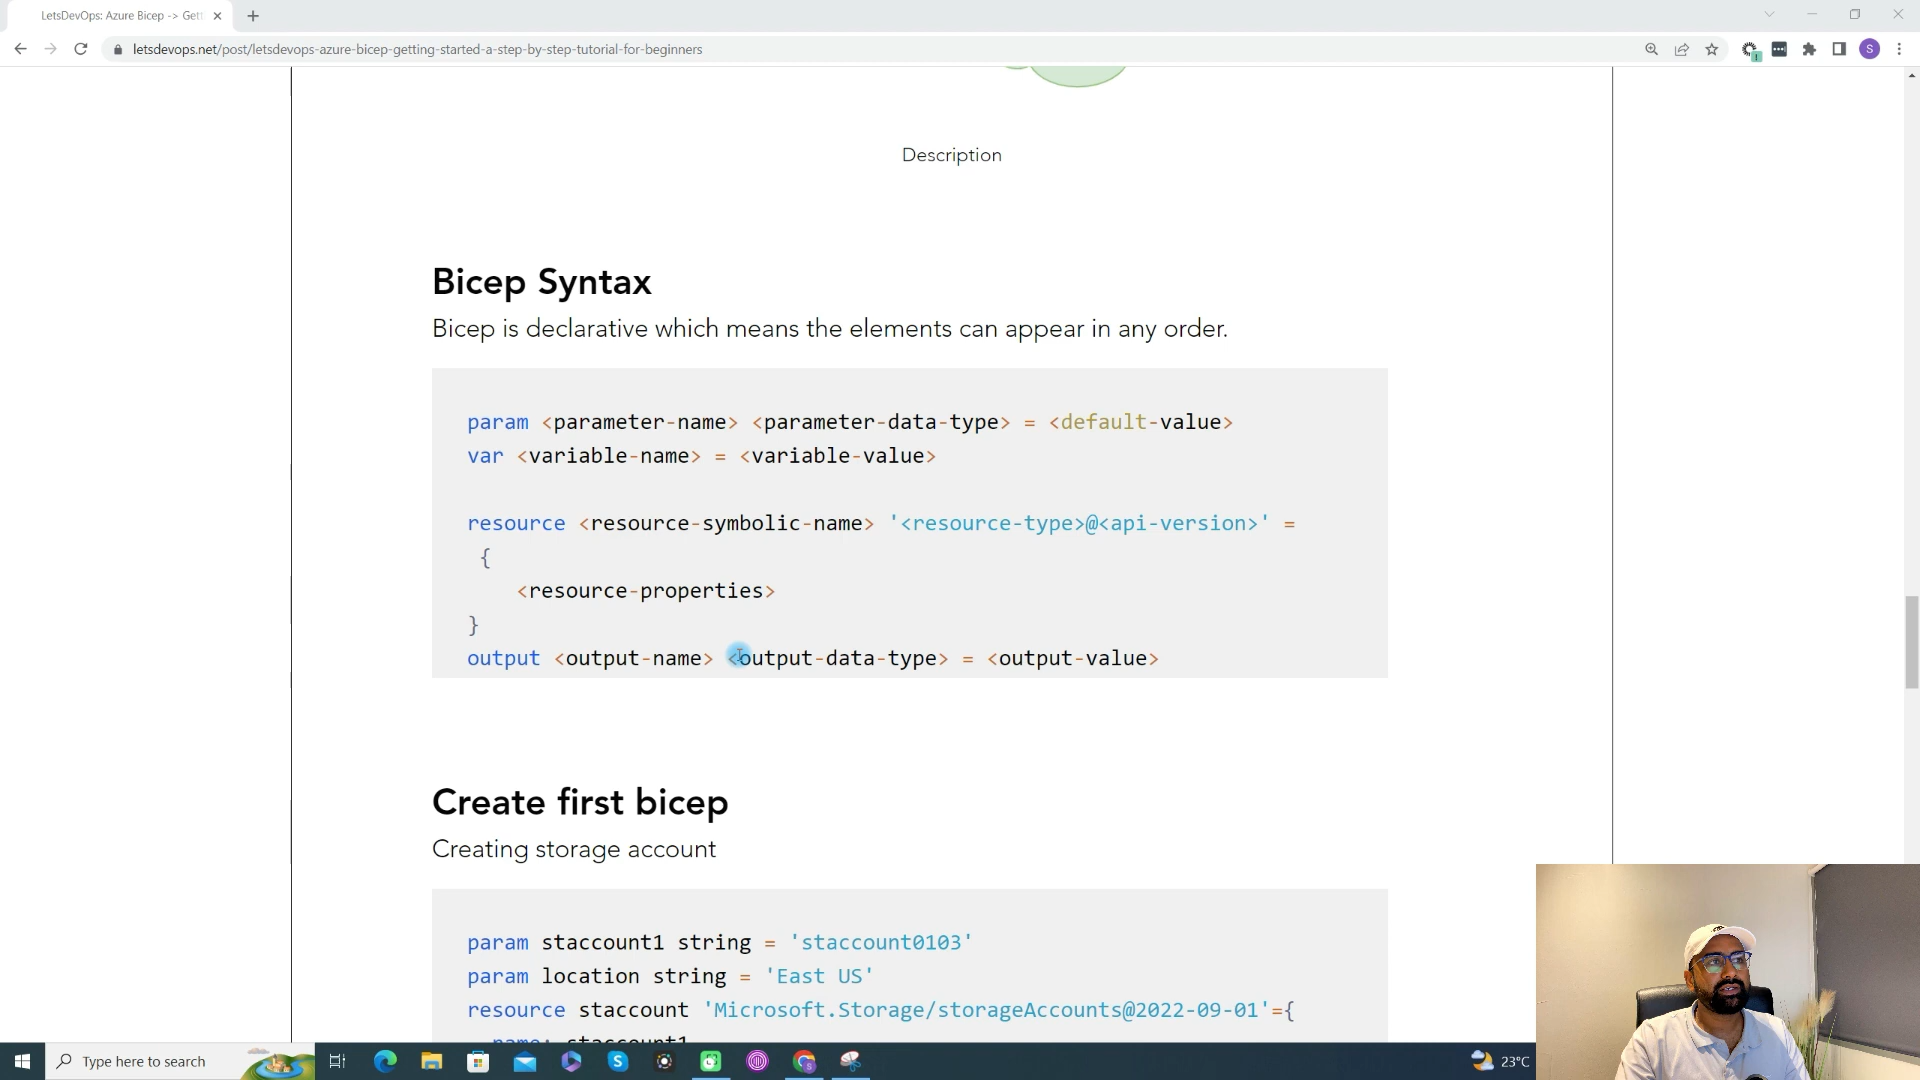 LetsDevOps: Azure Bicep -> Gett
letsdevops.net/post/letsdevops-azure-bicep-getting-started-a-step-by-step-tutorial-for-beginners
S
1
Description
Bicep Syntax
Bicep is declarative which means the elements can appear in any order.
param <parameter-name> <parameter-data-type> = <default-value>
var <variable-name> = <variable-value>
resource <resource-symbolic-name> '<resource-type>@<api-version>' =
{
<resource-properties>
}
output <output-name> <output-data-type> = <output-value>
Create first bicep
Creating storage account
param staccount1 string = 'staccount0103'
param location string = 'East US'
resource staccount 'Microsoft.Storage/storageAccounts@2022-09-01'={
name: staccount1
Type here to search
23°C